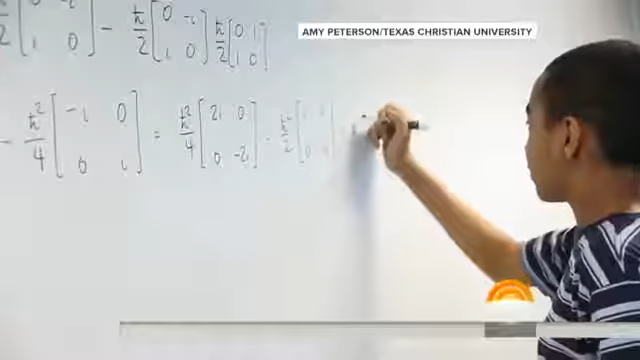 AMY PETERSON/TEXAS CHRISTIAN UNIVERSITY
1 0 - ħ/2 [0 -i 1 0] ħ/2 [0 1 1 0]
- ħ²/4 [-i 0 0 i] = ħ²/4 [2i 0 0 -2i] ħ²/2